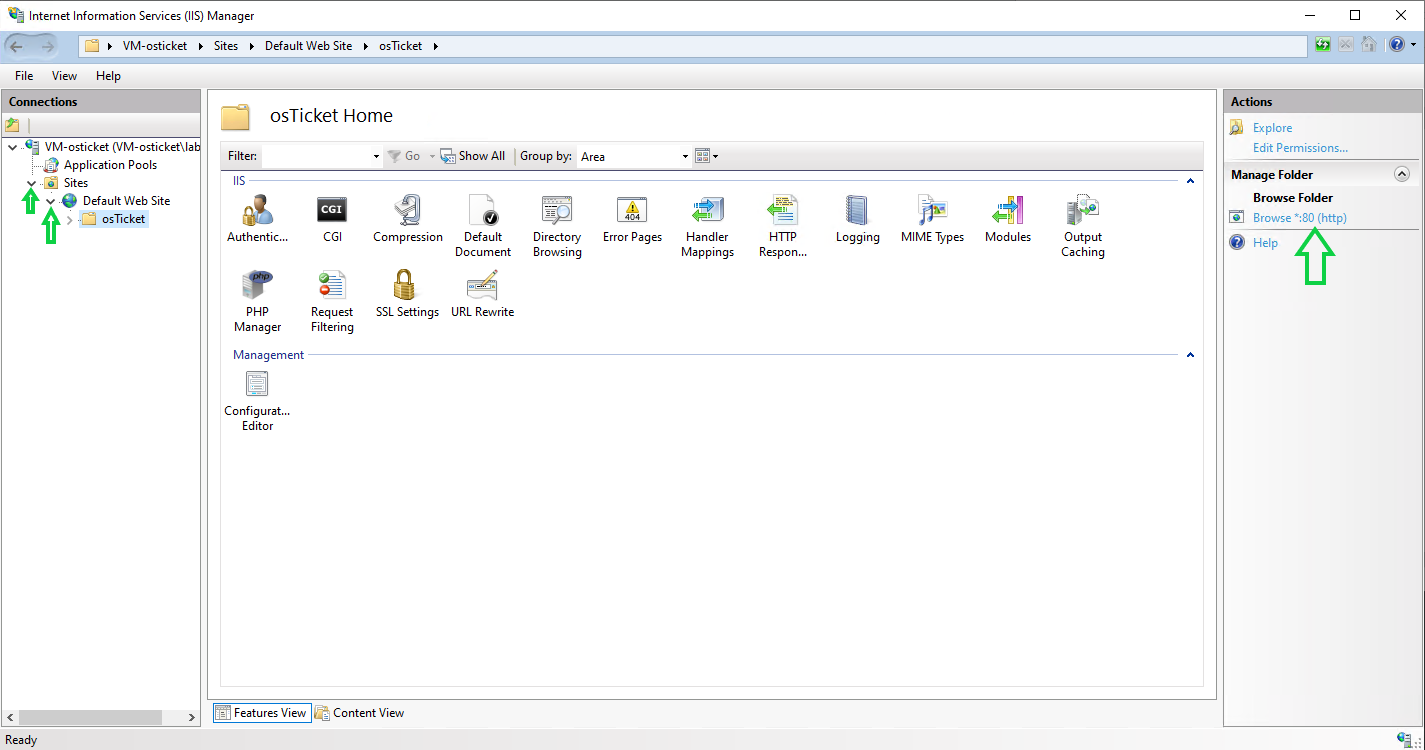 Internet Information Services (IIS) Manager
VM-osticket Sites Default Web Site osTicket
File View Help
Connections
VM-osticket (VM-osticket\lab
Application Pools
Sites
Default Web Site
osTicket
osTicket Home
Filter: Go Show All Group by: Area
IIS
Authentic... CGI Compression Default Document Directory Browsing Error Pages Handler Mappings HTTP Respon... Logging MIME Types Modules Output Caching
PHP Manager Request Filtering SSL Settings URL Rewrite
Management
Configurat... Editor
Features View Content View
Actions
Explore
Edit Permissions...
Manage Folder
Browse Folder
Browse *:80 (http)
Help
Ready
CGI
404
php